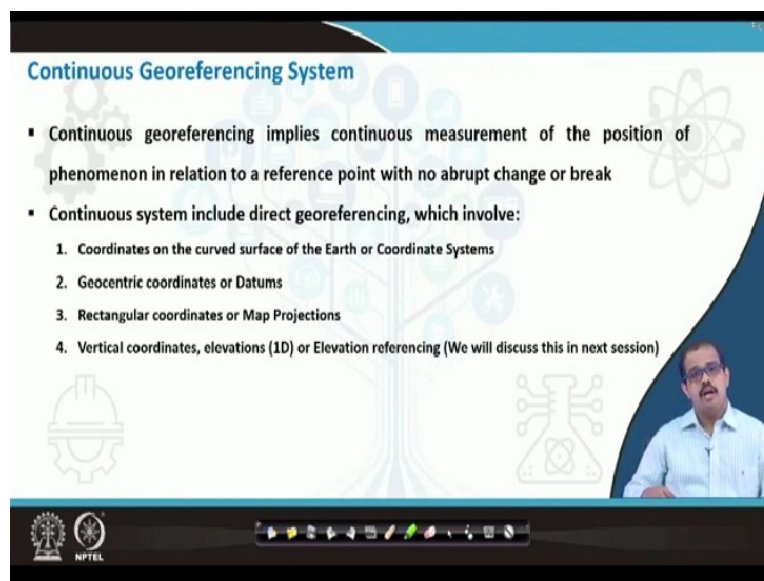 Continuous Georeferencing System
▪ Continuous georeferencing implies continuous measurement of the position of
phenomenon in relation to a reference point with no abrupt change or break
▪ Continuous system include direct georeferencing, which involve:
1. Coordinates on the curved surface of the Earth or Coordinate Systems
2. Geocentric coordinates or Datums
3. Rectangular coordinates or Map Projections
4. Vertical coordinates, elevations (1D) or Elevation referencing (We will discuss this in next session)
NPTEL